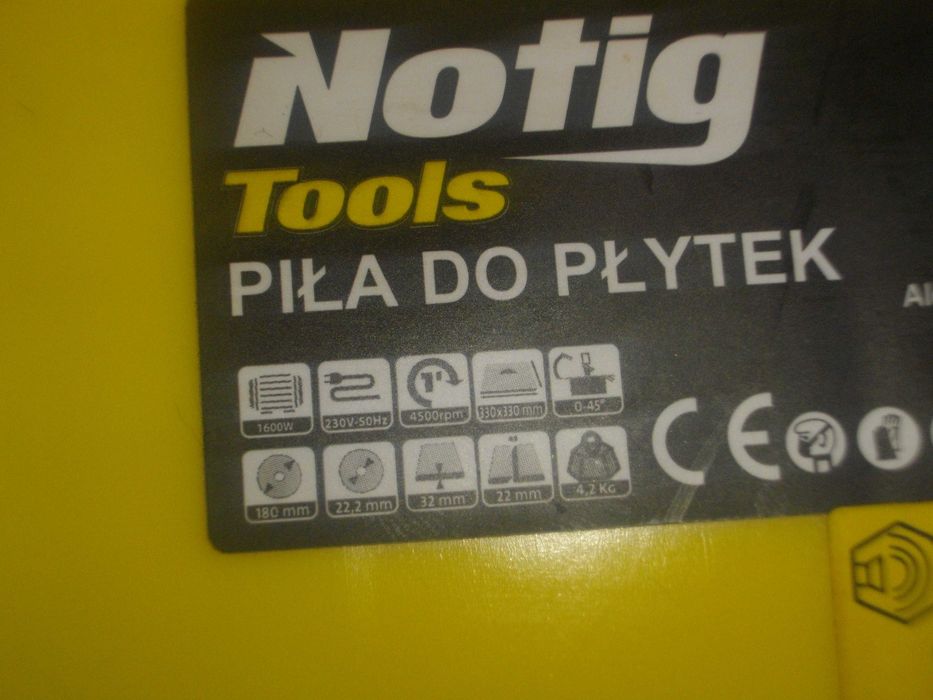 Notig
Tools
PIŁA DO PŁYTEK
1600W 230V-50Hz 4500rpm 330x330 mm 0-45°
180 mm 22,2 mm 32 mm 22 mm 4,2 KG
CE